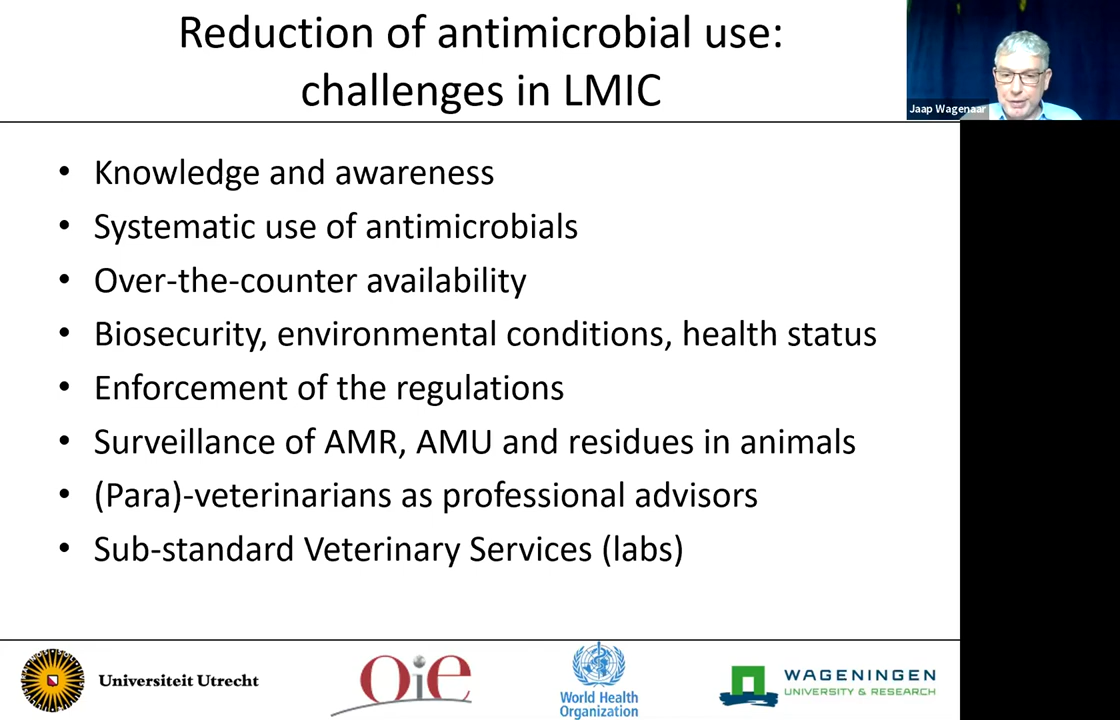 Reduction of antimicrobial use:
challenges in LMIC
Jaap Wagenaar
• Knowledge and awareness
• Systematic use of antimicrobials
• Over-the-counter availability
• Biosecurity, environmental conditions, health status
• Enforcement of the regulations
• Surveillance of AMR, AMU and residues in animals
• (Para)-veterinarians as professional advisors
• Sub-standard Veterinary Services (labs)
Universiteit Utrecht
Oie
World Health
Organization
WAGENINGEN
UNIVERSITY & RESEARCH